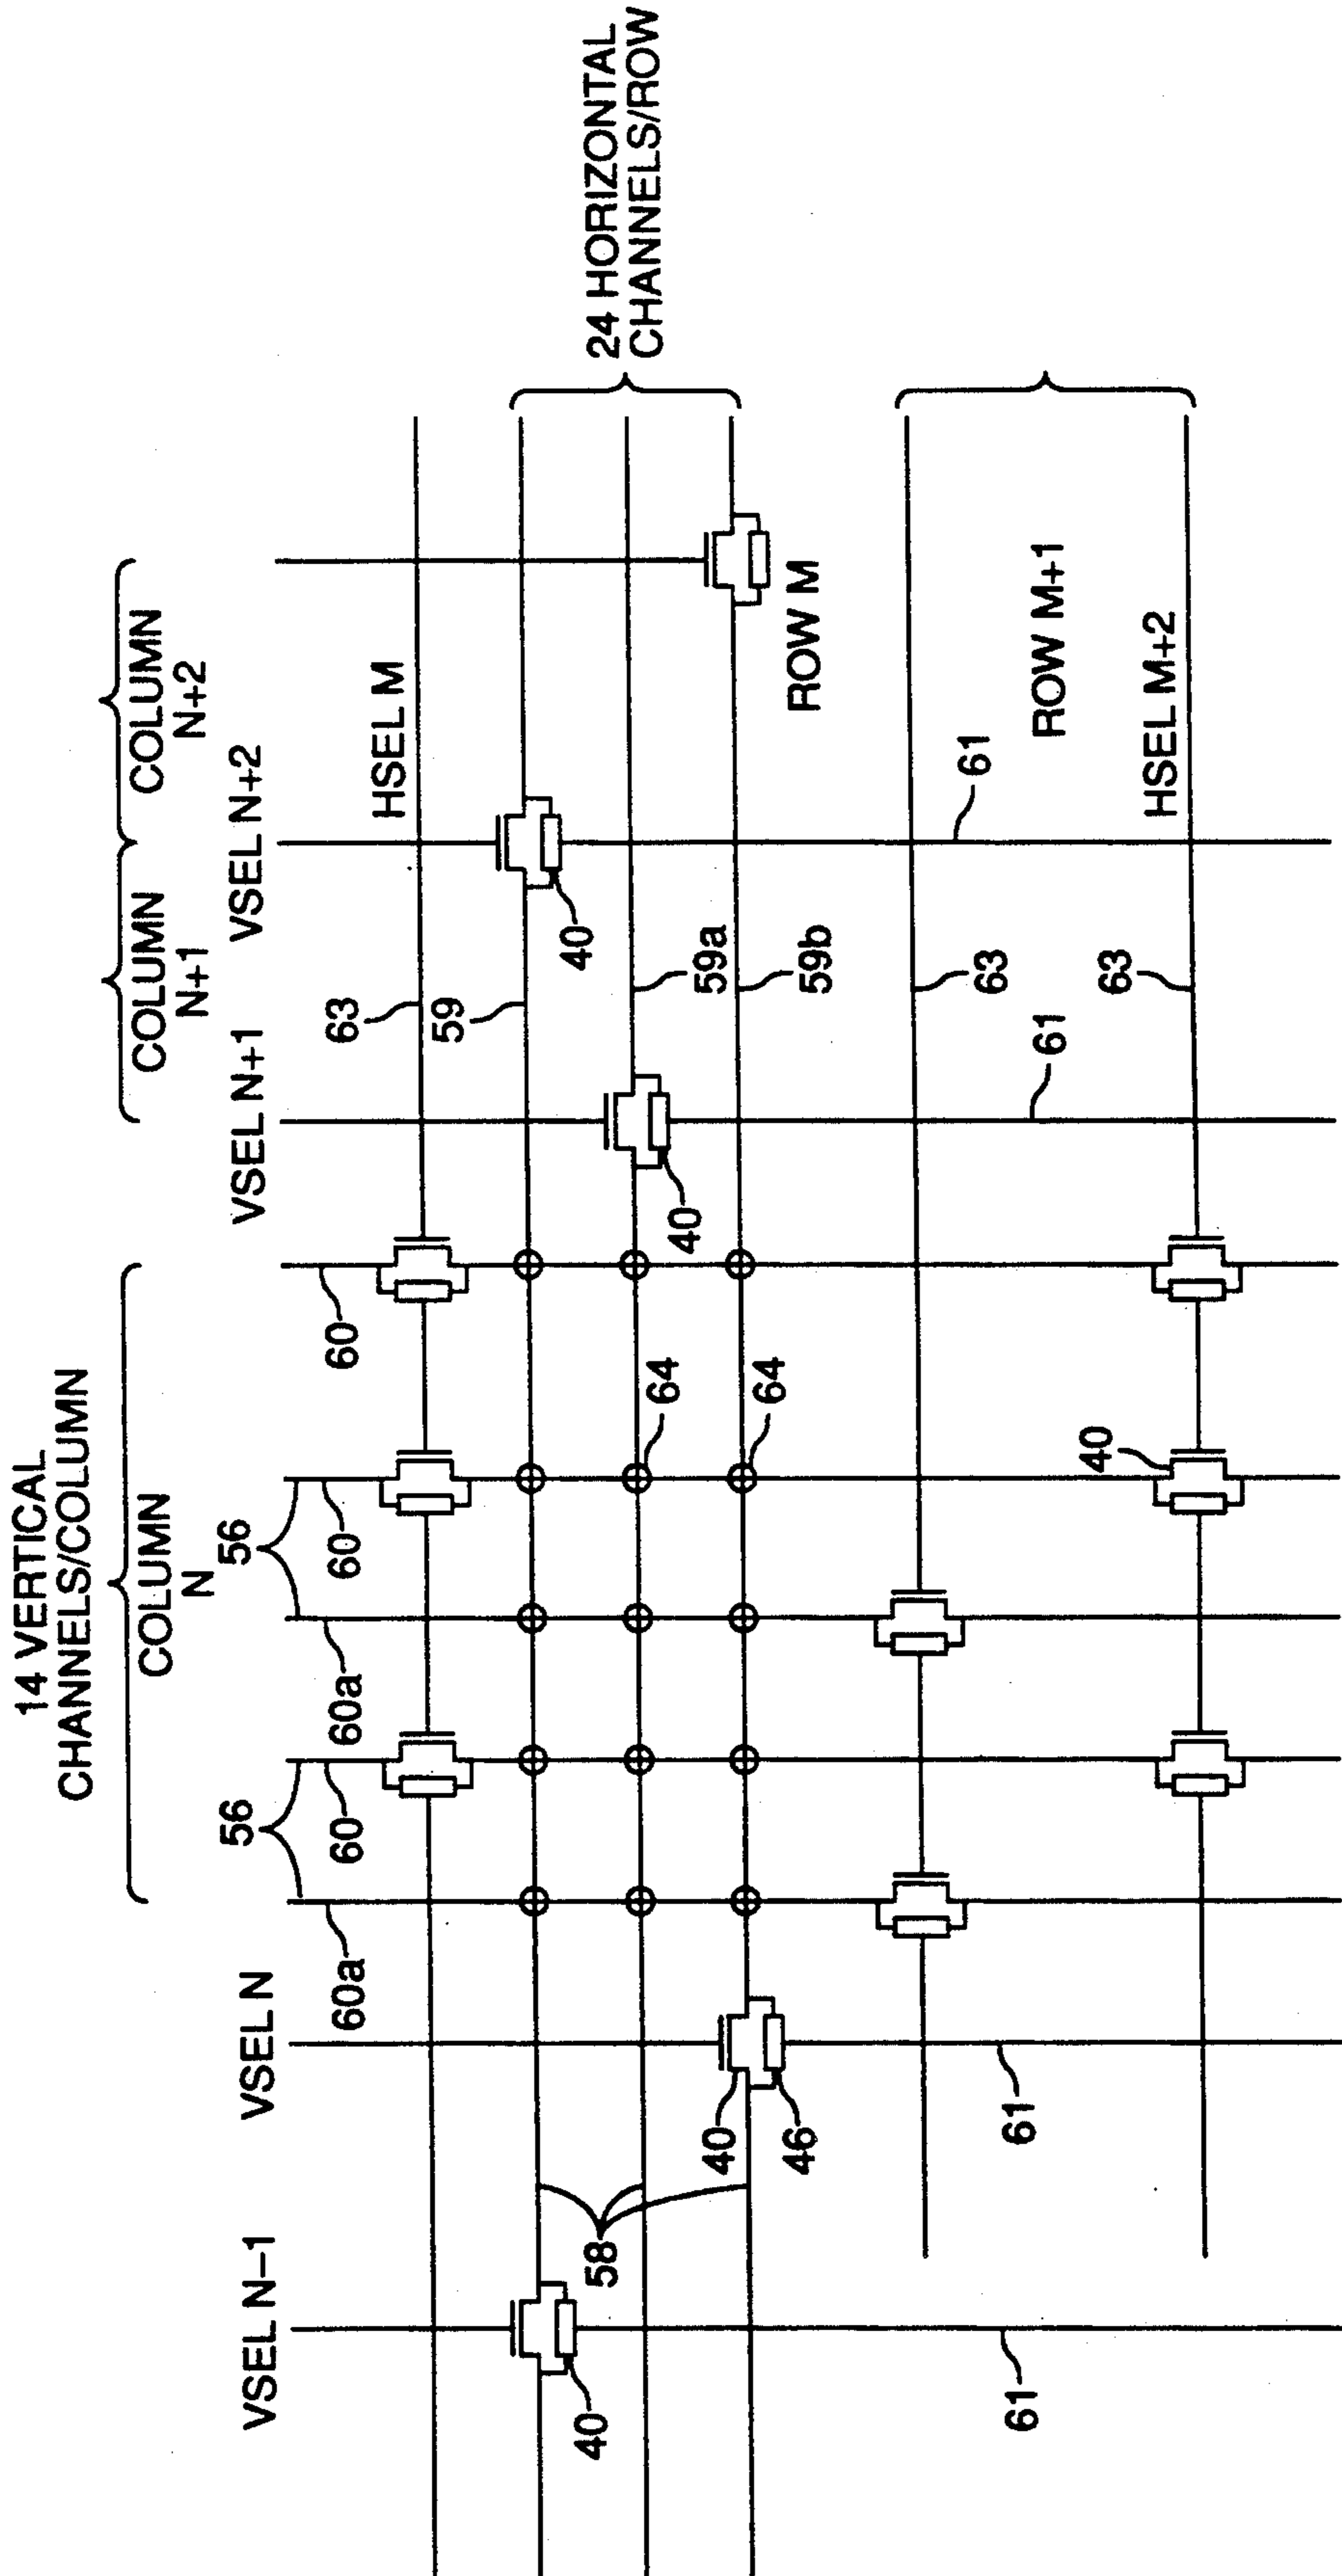 14 VERTICAL
CHANNELS/COLUMN
COLUMN
N
COLUMN
N+1
COLUMN
N+2
VSEL N–1
VSEL N
56
56
VSEL N+1
VSEL N+2
60a
60
60a
60
60
63
HSEL M
59
24 HORIZONTAL
CHANNELS/ROW
40
58
40
46
64
64
40
59a
59b
40
ROW M
61
61
40
61
63
63
61
ROW M+1
HSEL M+2